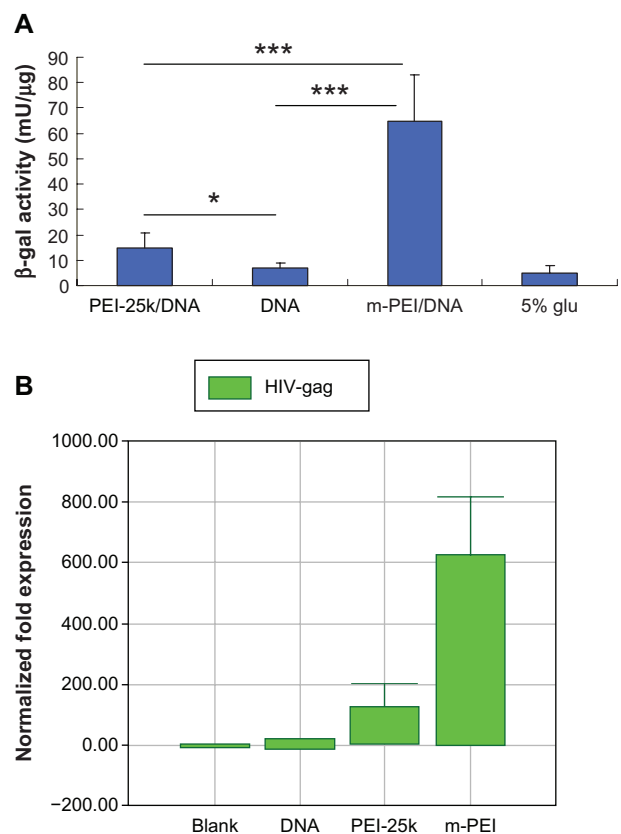 A
β-gal activity (mU/μg)
90
80
70
60
50
40
30
20
10
0
***
***
*
PEI-25k/DNA DNA m-PEI/DNA 5% glu
B
HIV-gag
Normalized fold expression
1000.00
800.00
600.00
400.00
200.00
0.00
−200.00
Blank DNA PEI-25k m-PEI